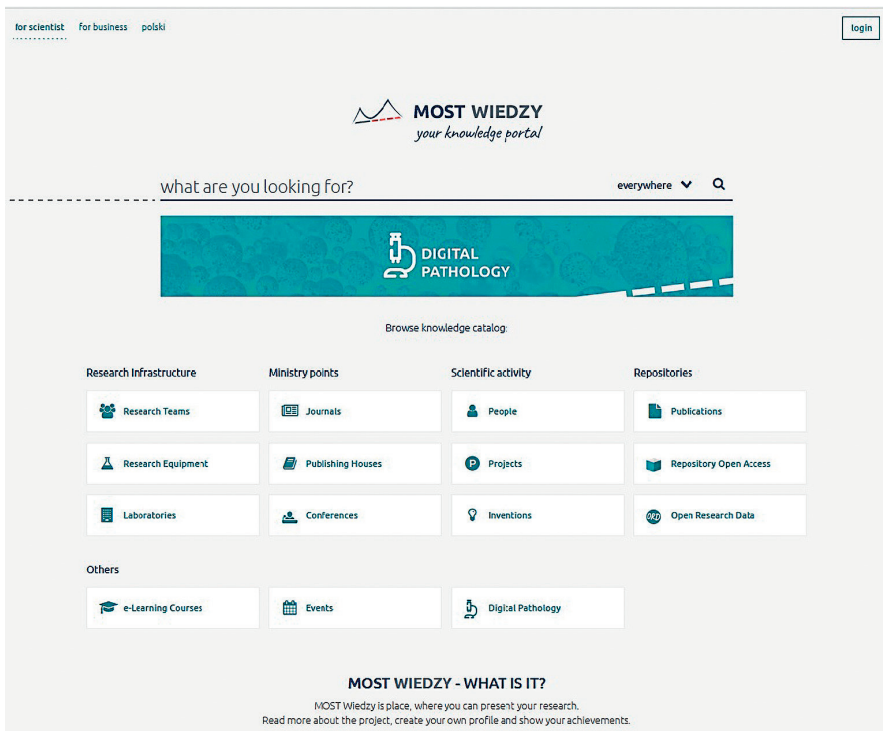 for scientist for business polski login
MOST WIEDZY
your knowledge portal
what are you looking for? everywhere
DIGITAL
PATHOLOGY
Browse knowledge catalog:
Research Infrastructure Ministry points Scientific activity Repositories
Research Teams Journals People Publications
Research Equipment Publishing Houses P Projects Repository Open Access
Laboratories Conferences Inventions ORD Open Research Data
Others
e-Learning Courses Events Digital Pathology
MOST WIEDZY - WHAT IS IT?
MOST Wiedzy is place, where you can present your research.
Read more about the project, create your own profile and show your achievements.